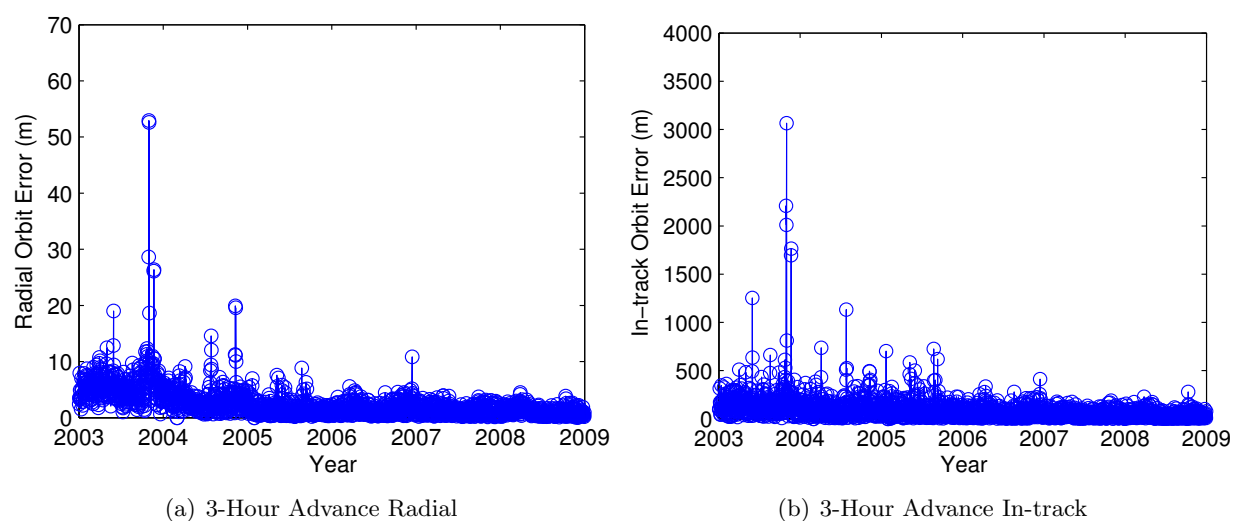 70
60
50
40
30
20
10
0
Radial Orbit Error (m)
2003 2004 2005 2006 2007 2008 2009
Year
(a) 3-Hour Advance Radial
4000
3500
3000
2500
2000
1500
1000
500
0
In-track Orbit Error (m)
2003 2004 2005 2006 2007 2008 2009
Year
(b) 3-Hour Advance In-track